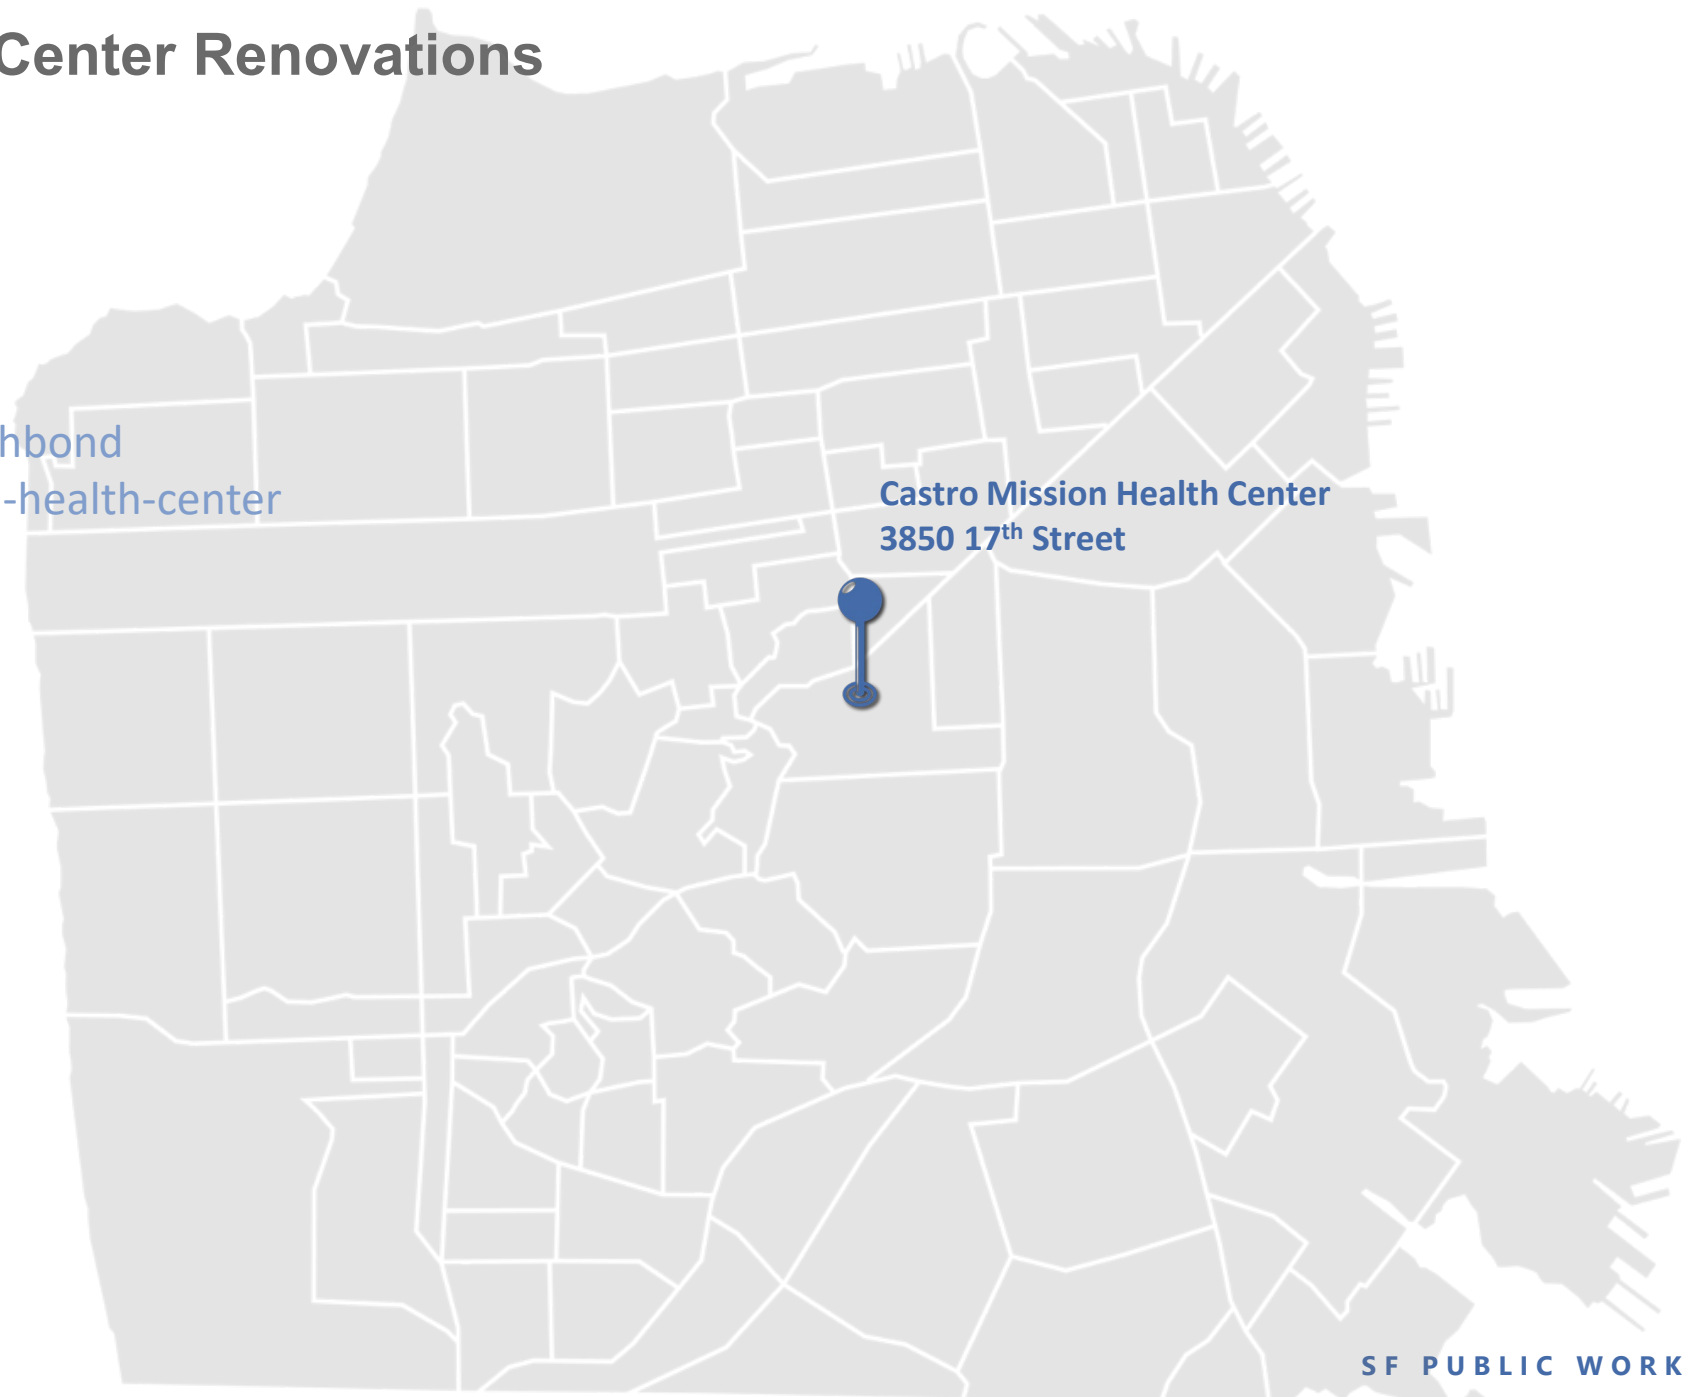 Center Renovations
hbond
-health-center
Castro Mission Health Center
3850 17th Street
SF PUBLIC WORK